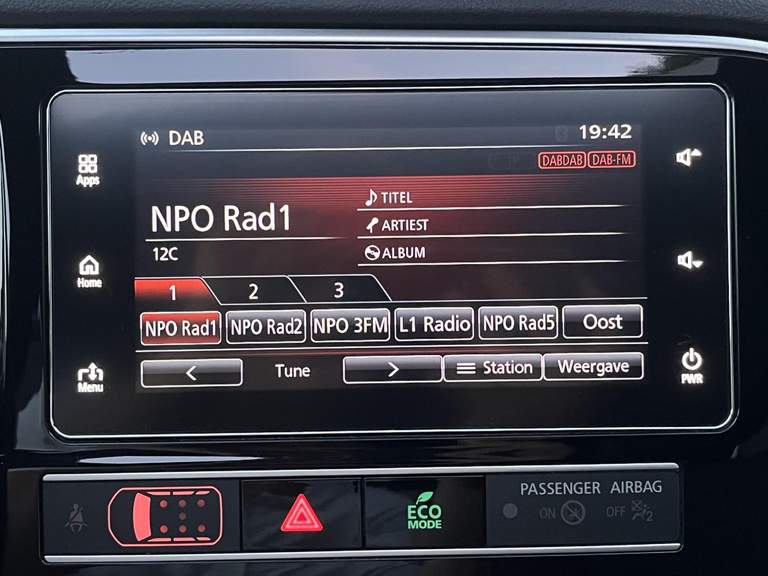 DAB
19:42
DABDAB DAB-FM
Apps
TITEL
NPO Rad1
ARTIEST
12C
ALBUM
Home
1 2 3
NPO Rad1 NPO Rad2 NPO 3FM L1 Radio NPO Rad5 Oost
< Tune > Station Weergave
Menu
PWR
ECO
MODE
PASSENGER AIRBAG
ON OFF 2